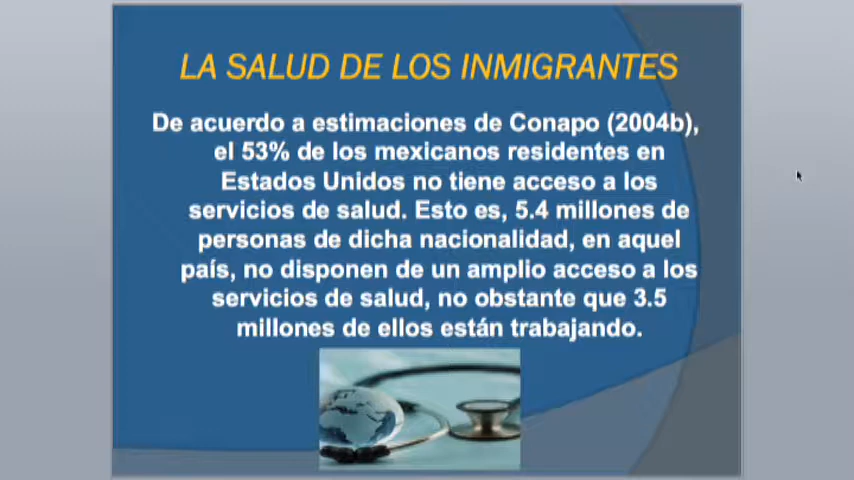 LA SALUD DE LOS INMIGRANTES
De acuerdo a estimaciones de Conapo (2004b),
el 53% de los mexicanos residentes en
Estados Unidos no tiene acceso a los
servicios de salud. Esto es, 5.4 millones de
personas de dicha nacionalidad, en aquel
país, no disponen de un amplio acceso a los
servicios de salud, no obstante que 3.5
millones de ellos están trabajando.